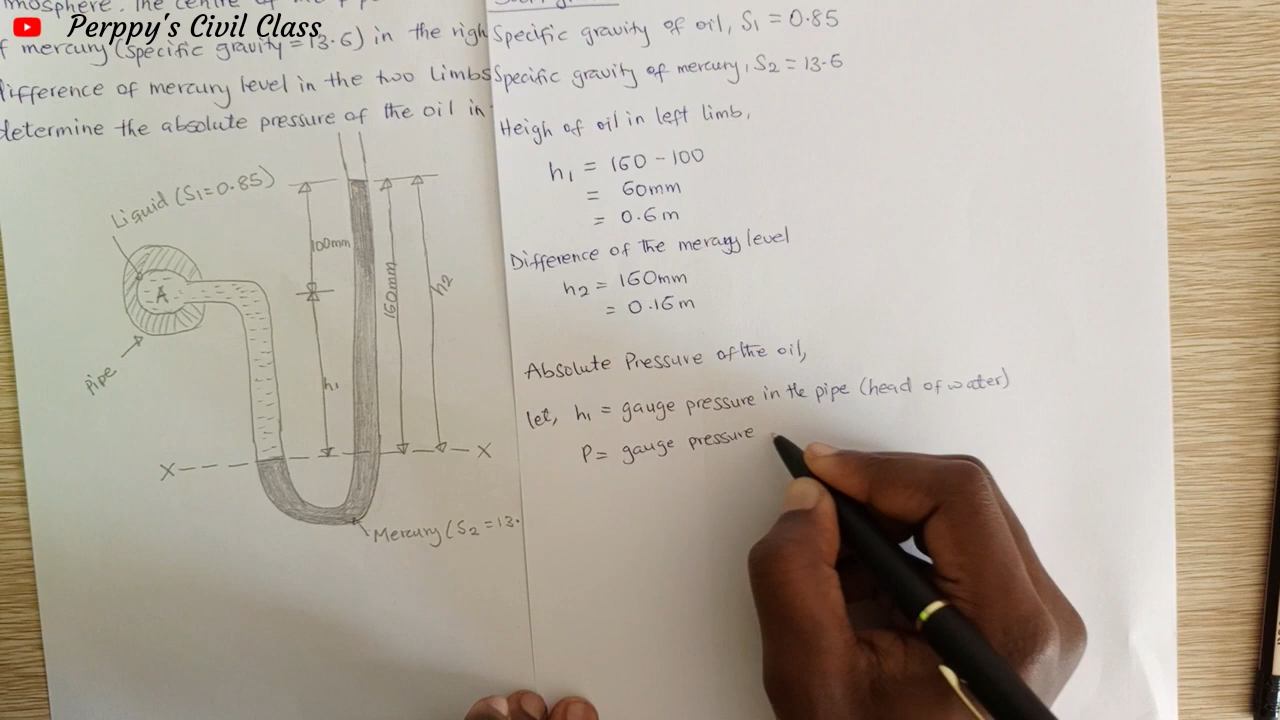 Perppy's Civil Class
mosphere. The centre of
f mercury (specific gravity = 13.6) in the righ
difference of mercury level in the two limbs
determine the absolute pressure of the oil in
Liquid (S1=0.85)
A
Pipe
100mm
160mm
h2
h1
X
X
Mercury (S2 = 13.
Specific gravity of oil, S1 = 0.85
Specific gravity of mercury, S2 = 13.6
Heigh of oil in left limb,
h1 = 160 - 100
= 60mm
= 0.6m
Difference of the mercury level
h2 = 160mm
= 0.16m
Absolute Pressure of the oil,
let, h1 = gauge pressure in the pipe (head of water)
P = gauge pressure